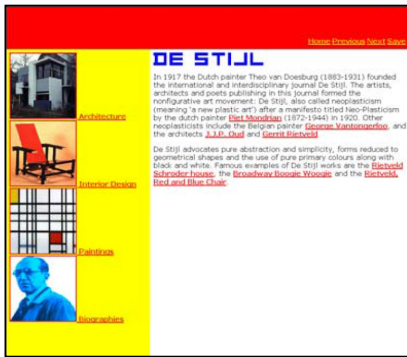 Home Previous Next Save
DE STIJL
In 1917 the Dutch painter Theo van Doesburg (1883-1931) founded
the international and interdisciplinary journal De Stijl. The artists,
architects and poets publishing in this journal formed the
nonfigurative art movement: De Stijl, also called neoplasticism
(meaning 'a new plastic art') after a manifesto titled Neo-Plasticism
by the dutch painter Piet Mondrian (1872-1944) in 1920. Other
neoplasticists include the Belgian painter George Vantongerloo, and
the architects J.J.P. Oud and Gerrit Rietveld.
De Stijl advocates pure abstraction and simplicity, forms reduced to
geometrical shapes and the use of pure primary colours along with
black and white. Famous examples of De Stijl works are the Rietveld
Schroder house, the Broadway Boogie Woogie and the Rietveld,
Red and Blue Chair.
Architecture
Interior Design
Paintings
Biographies